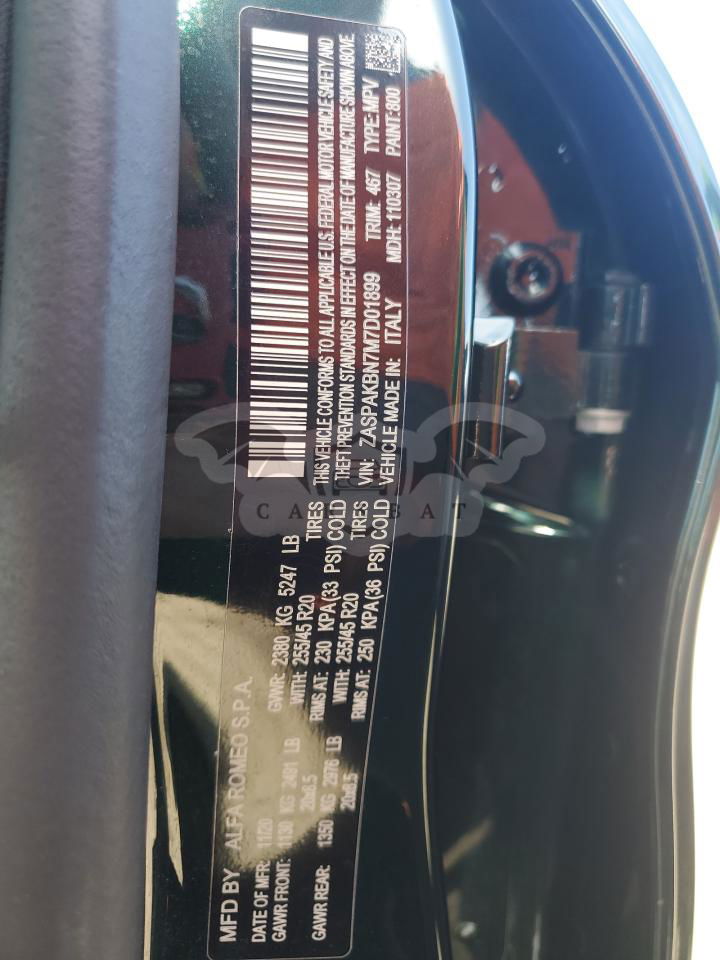 MFD BY ALFA ROMEO S.P.A.
DATE OF MFR: 11/20 GVWR: 2380 KG 5247 LB
GAWR FRONT: 1130 KG 2491 LB WITH: 255/45 R20 TIRES
20x8.5 RIMS AT: 230 KPA(33 PSI) COLD
GAWR REAR: 1350 KG 2976 LB WITH: 255/45 R20 TIRES
20x8.5 RIMS AT: 250 KPA(36 PSI) COLD
THIS VEHICLE CONFORMS TO ALL APPLICABLE U.S. FEDERAL MOTOR VEHICLE SAFETY AND
THEFT PREVENTION STANDARDS IN EFFECT ON THE DATE OF MANUFACTURE SHOWN ABOVE.
VIN: ZASPAKBN7M7D01899 TRIM: 467 TYPE: MPV
VEHICLE MADE IN: ITALY MDH: 110307 PAINT: 800